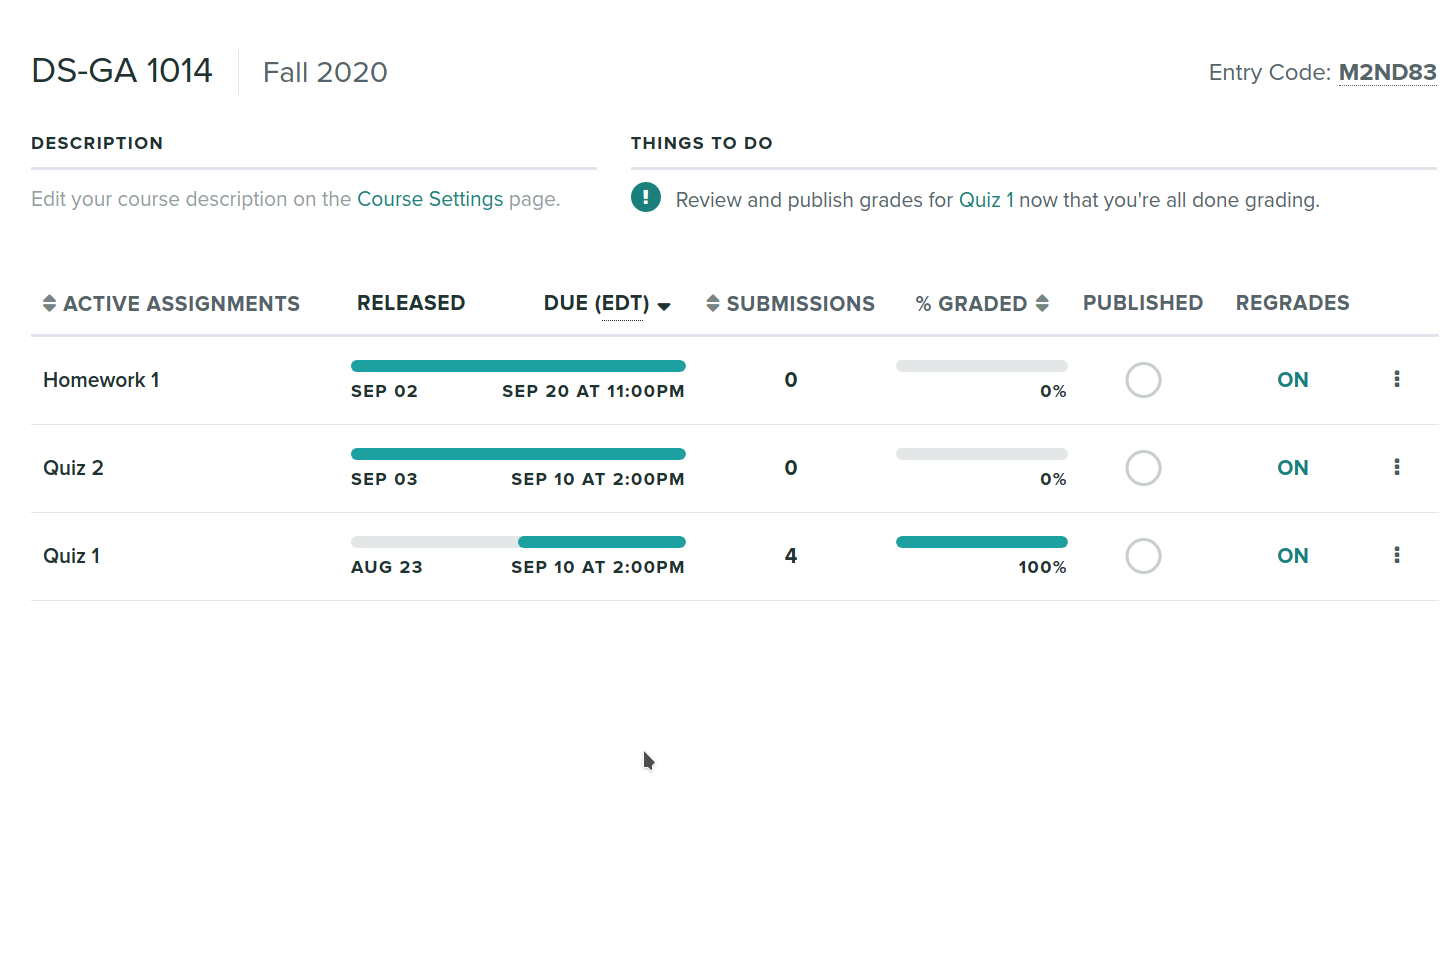 DS-GA 1014 Fall 2020 Entry Code: M2ND83
DESCRIPTION
Edit your course description on the Course Settings page.
THINGS TO DO
! Review and publish grades for Quiz 1 now that you're all done grading.
ACTIVE ASSIGNMENTS RELEASED DUE (EDT) SUBMISSIONS % GRADED PUBLISHED REGRADES
Homework 1 SEP 02 SEP 20 AT 11:00PM 0 0% ON
Quiz 2 SEP 03 SEP 10 AT 2:00PM 0 0% ON
Quiz 1 AUG 23 SEP 10 AT 2:00PM 4 100% ON